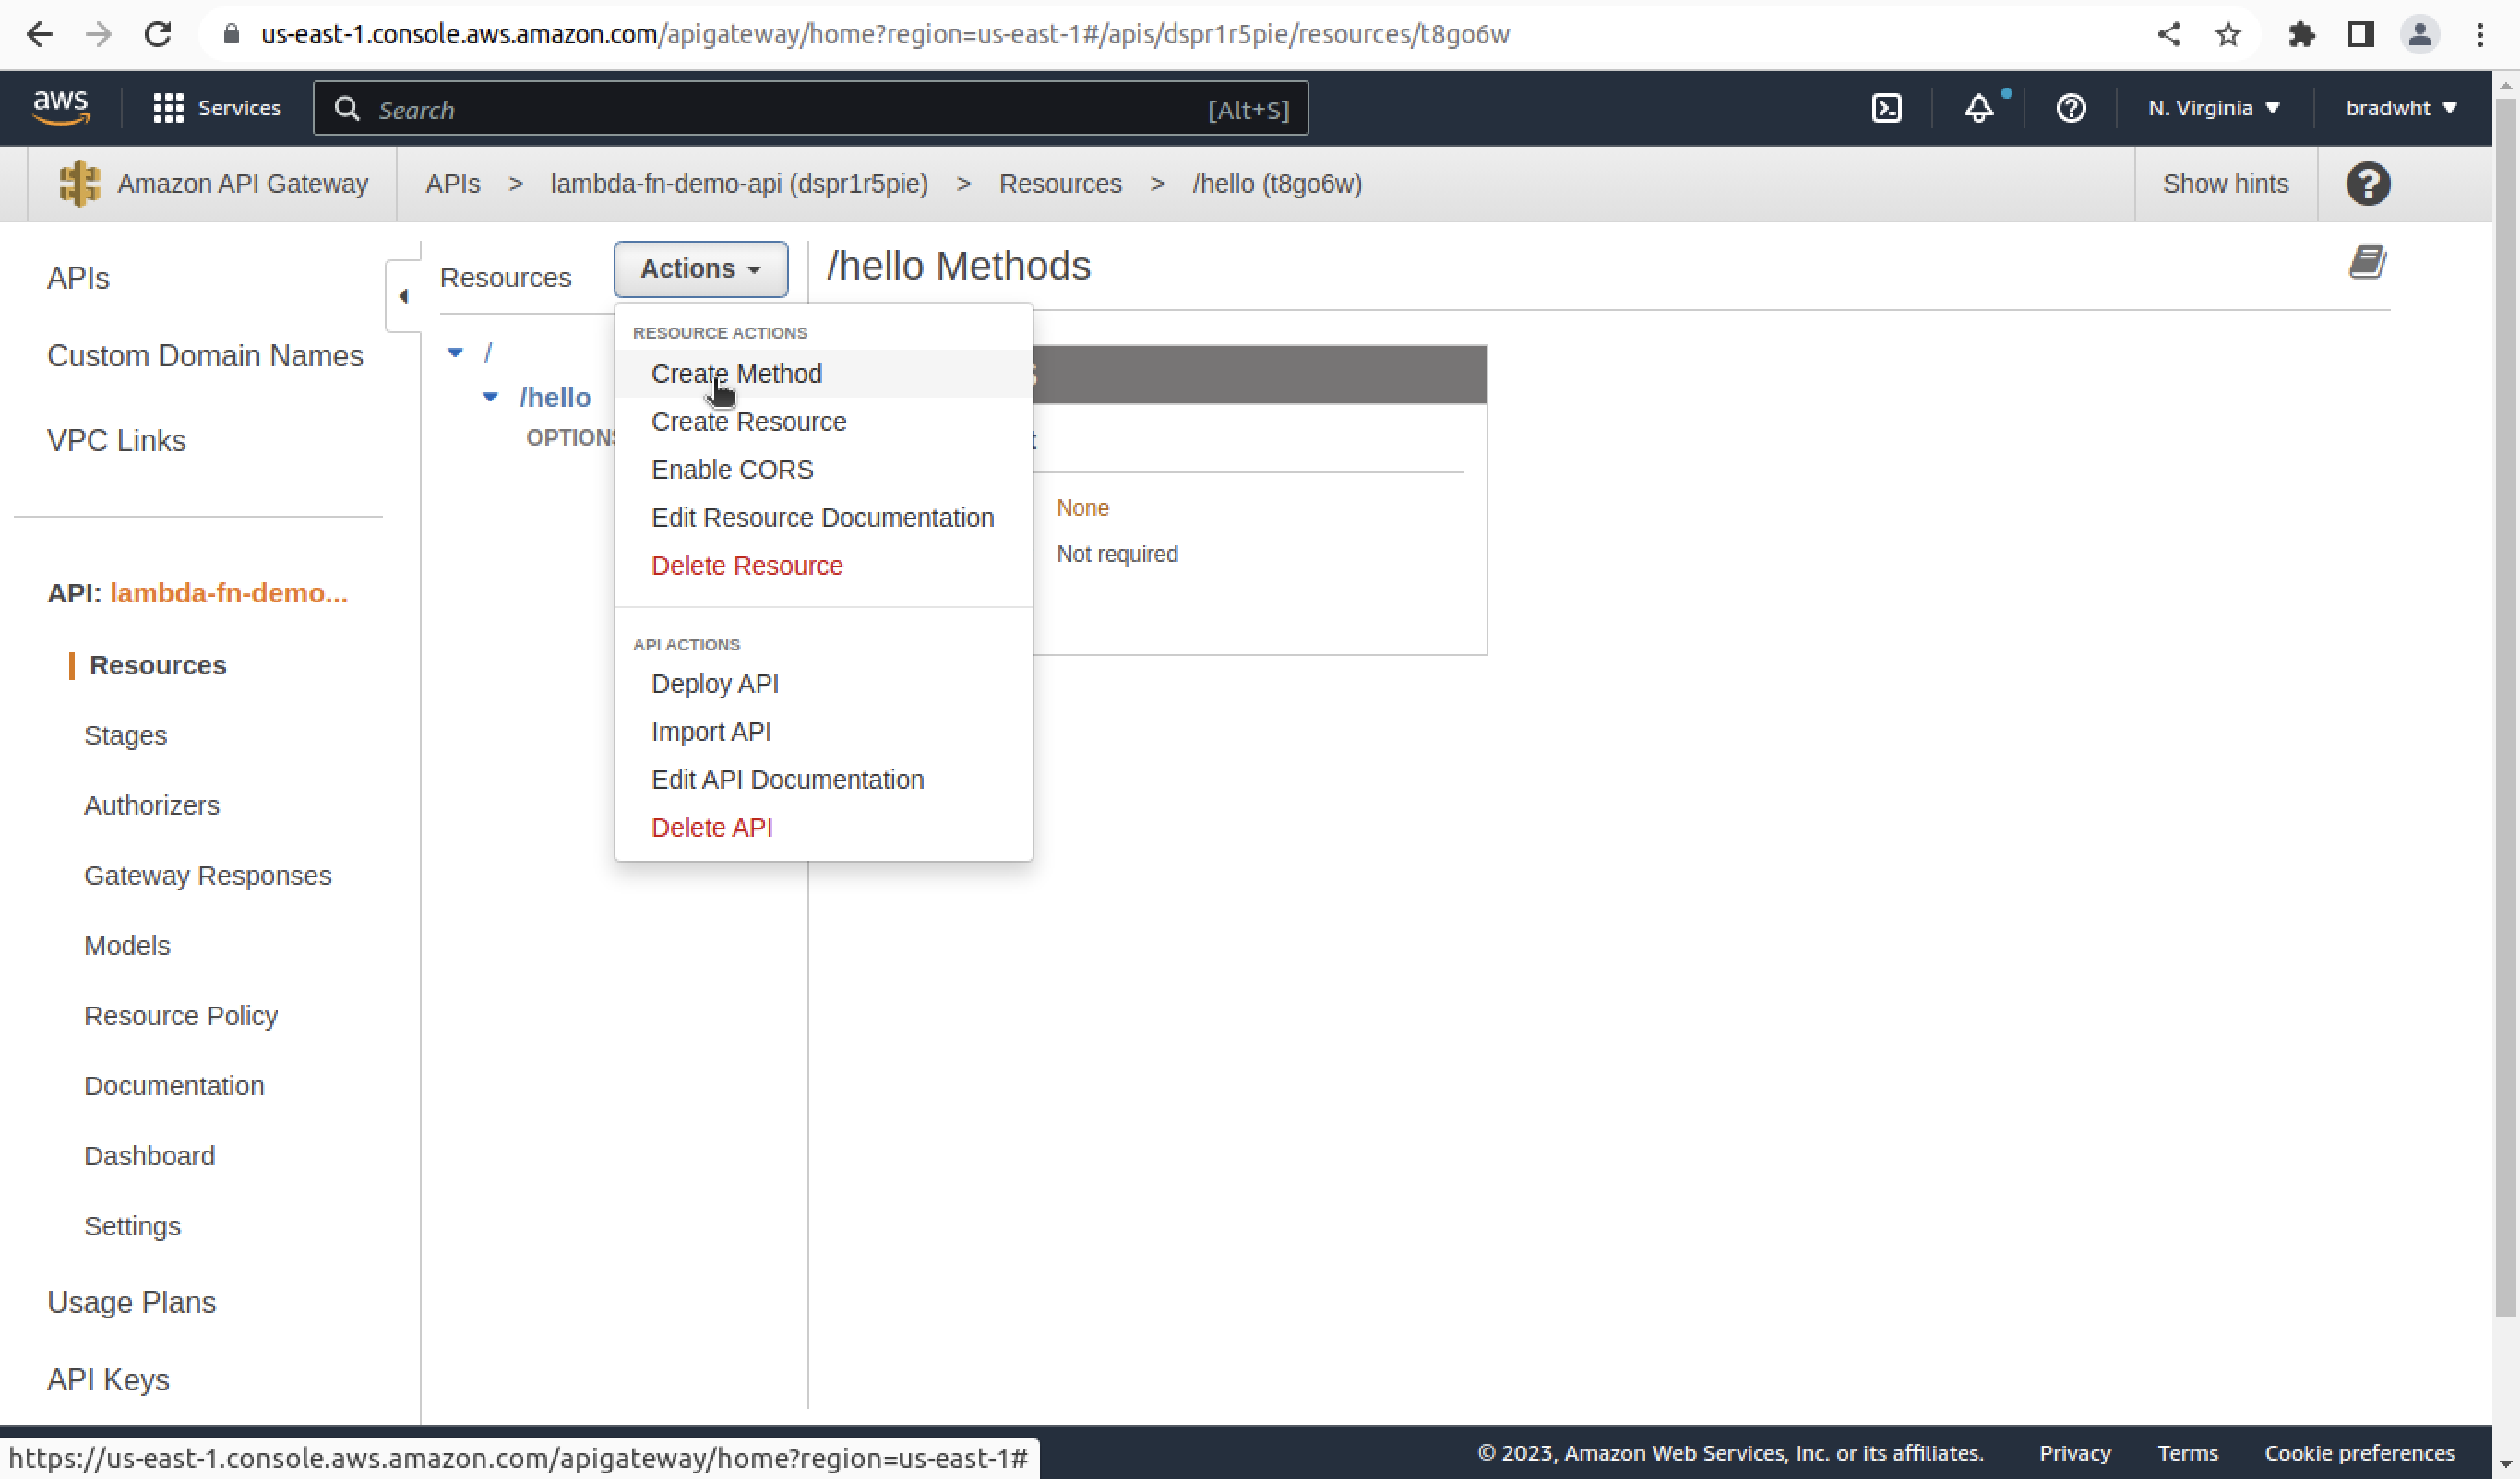 us-east-1.console.aws.amazon.com/apigateway/home?region=us-east-1#/apis/dspr1r5pie/resources/t8go6w
aws Services Search [Alt+S] N. Virginia bradwht
Amazon API Gateway APIs > lambda-fn-demo-api (dspr1r5pie) > Resources > /hello (t8go6w) Show hints
APIs
Custom Domain Names
VPC Links
API: lambda-fn-demo...
Resources
Stages
Authorizers
Gateway Responses
Models
Resource Policy
Documentation
Dashboard
Settings
Usage Plans
API Keys
Resources Actions
/
/hello
OPTIONS
RESOURCE ACTIONS
Create Method
Create Resource
Enable CORS
Edit Resource Documentation
Delete Resource
API ACTIONS
Deploy API
Import API
Edit API Documentation
Delete API
/hello Methods
None
Not required
https://us-east-1.console.aws.amazon.com/apigateway/home?region=us-east-1#
© 2023, Amazon Web Services, Inc. or its affiliates. Privacy Terms Cookie preferences